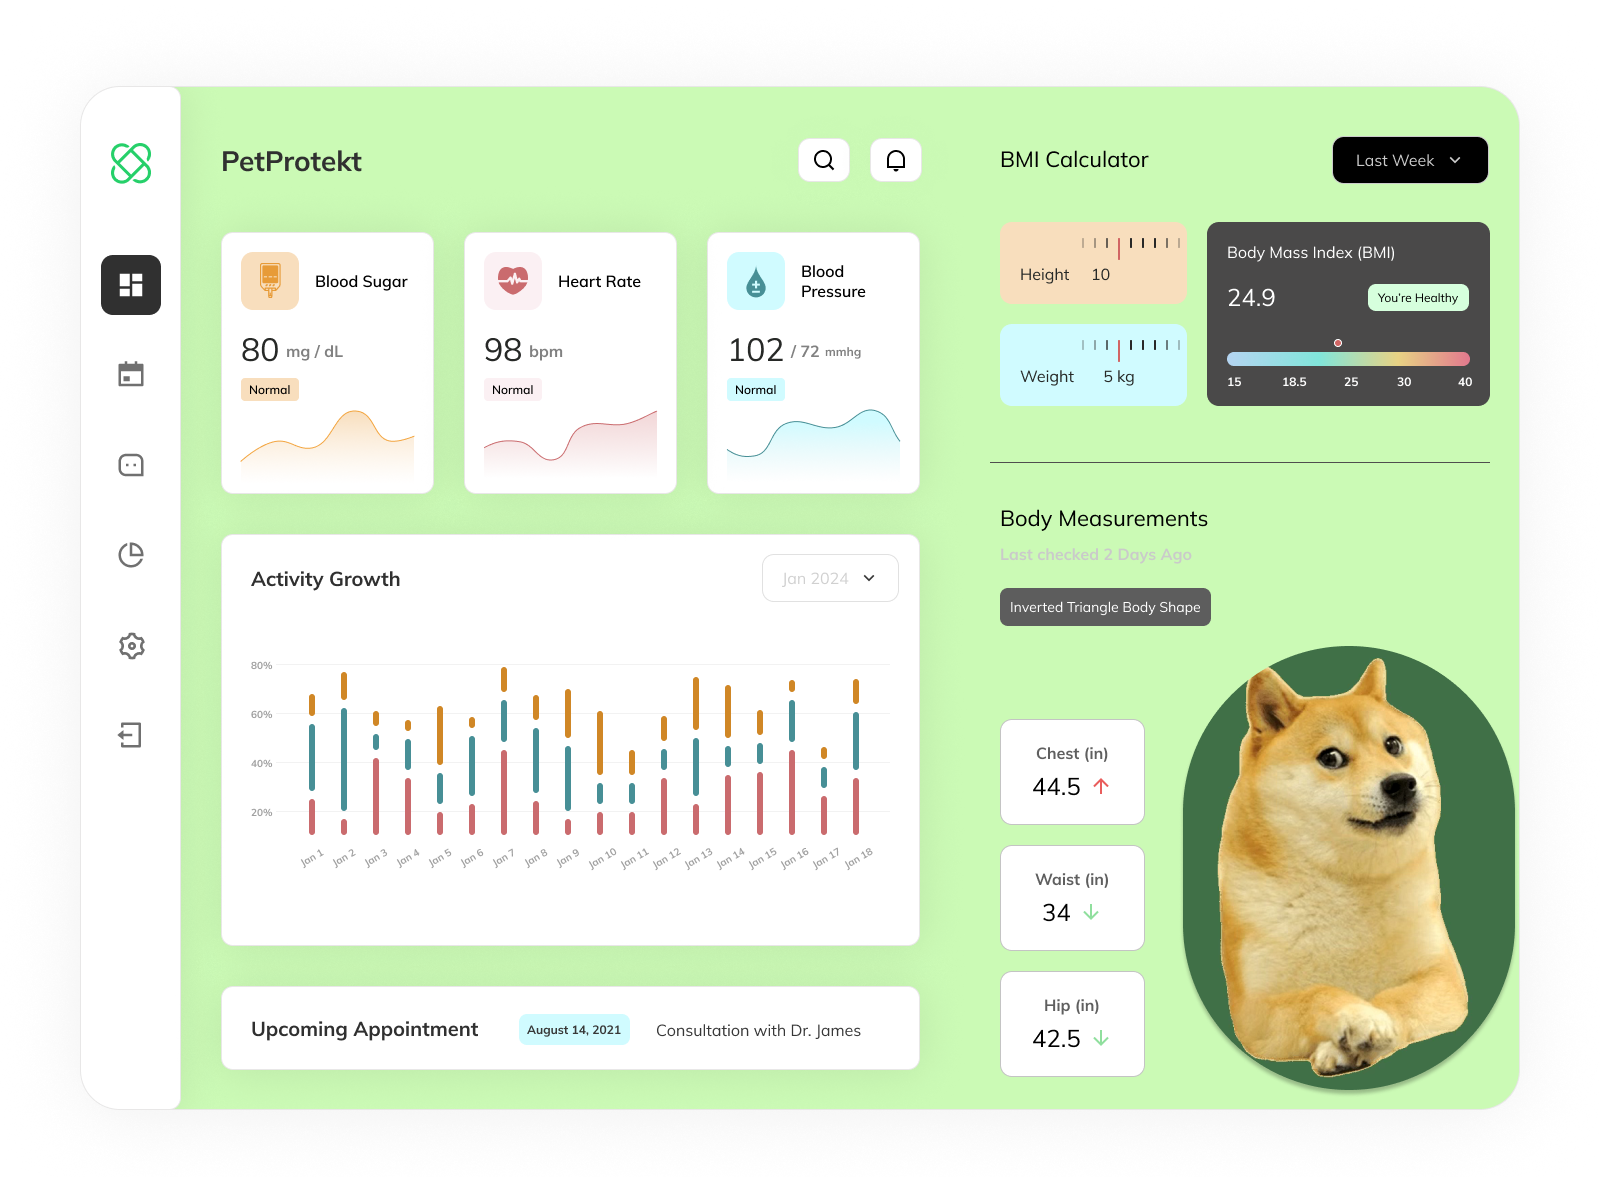 PetProtekt
Blood Sugar
80 mg / dL
Normal
Heart Rate
98 bpm
Normal
Blood
Pressure
102 / 72 mmhg
Normal
Activity Growth
Jan 2024
80%
60%
40%
20%
Jan 1 Jan 2 Jan 3 Jan 4 Jan 5 Jan 6 Jan 7 Jan 8 Jan 9 Jan 10 Jan 11 Jan 12 Jan 13 Jan 14 Jan 15 Jan 16 Jan 17 Jan 18
Upcoming Appointment
August 14, 2021
Consultation with Dr. James
BMI Calculator
Last Week
Height 10
Weight 5 kg
Body Mass Index (BMI)
24.9
You're Healthy
15 18.5 25 30 40
Body Measurements
Last checked 2 Days Ago
Inverted Triangle Body Shape
Chest (in)
44.5
Waist (in)
34
Hip (in)
42.5